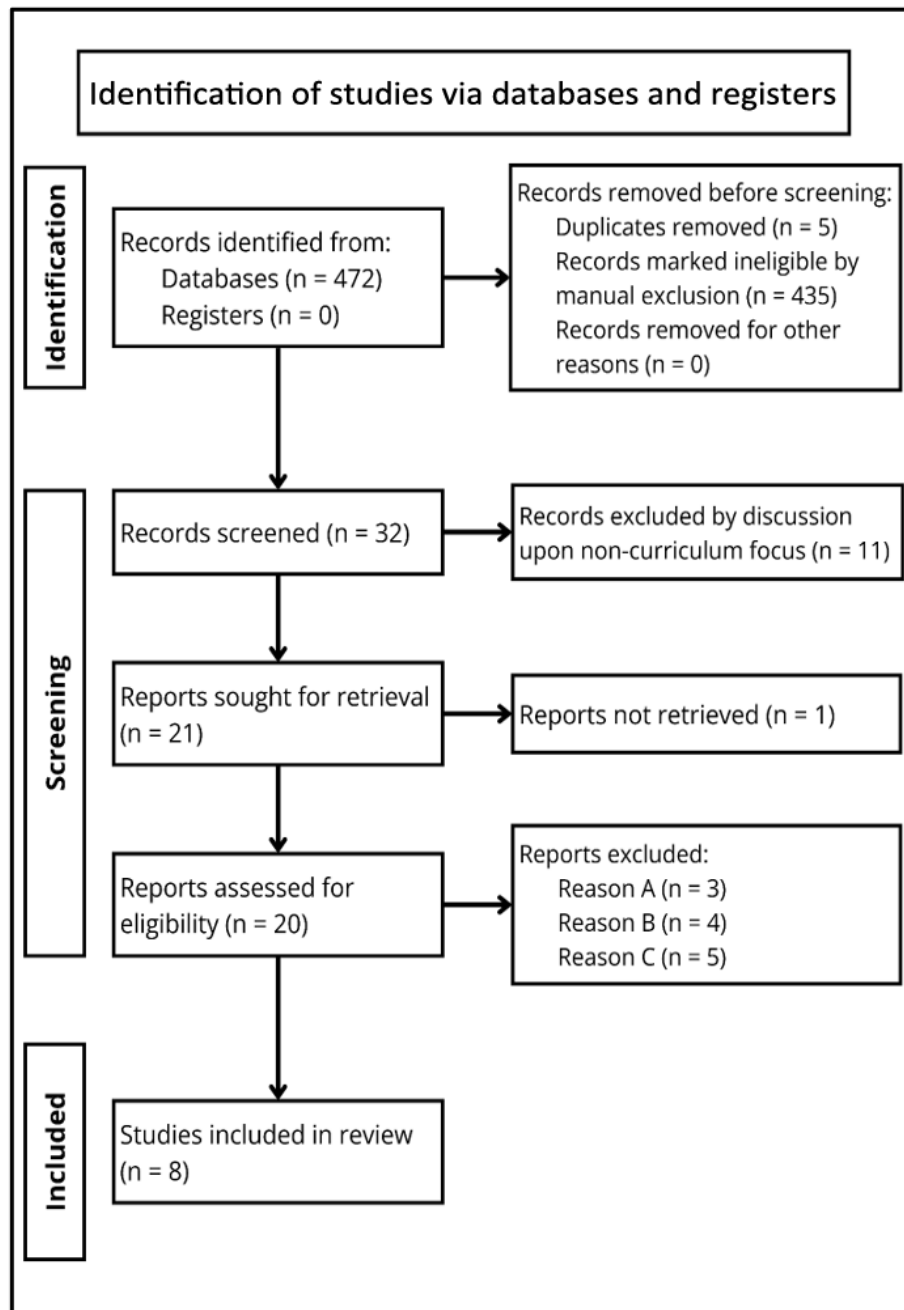 Identification of studies via databases and registers
Identification
Records identified from:
Databases (n = 472)
Registers (n = 0)
Records removed before screening:
Duplicates removed (n = 5)
Records marked ineligible by
manual exclusion (n = 435)
Records removed for other
reasons (n = 0)
Screening
Records screened (n = 32)
Records excluded by discussion
upon non-curriculum focus (n = 11)
Reports sought for retrieval
(n = 21)
Reports not retrieved (n = 1)
Reports assessed for
eligibility (n = 20)
Reports excluded:
Reason A (n = 3)
Reason B (n = 4)
Reason C (n = 5)
Included
Studies included in review
(n = 8)